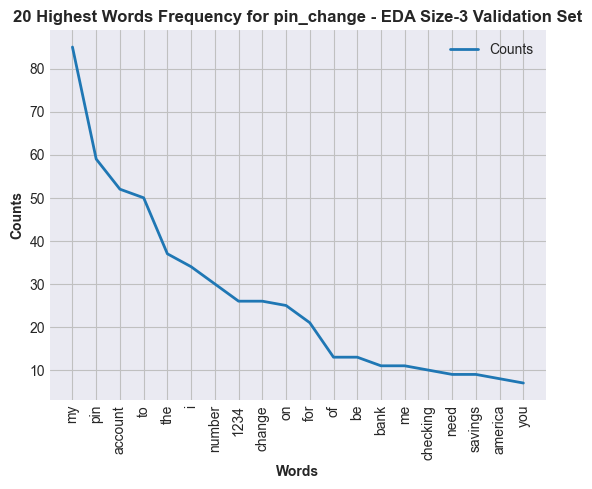 20 Highest Words Frequency for pin_change - EDA Size-3 Validation Set
Counts
80
70
60
50
40
30
20
10
Counts
my
pin
account
to
the
i
number
1234
change
on
for
of
be
bank
me
checking
need
savings
america
you
Words